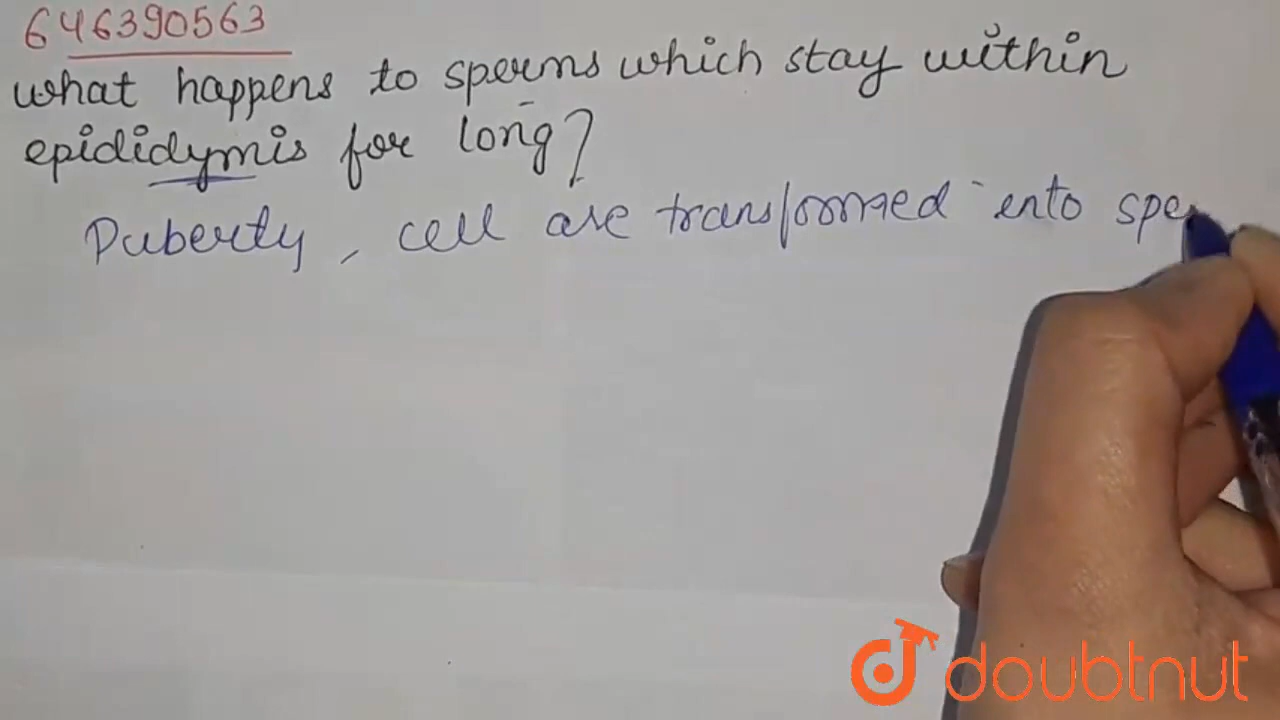 646390563
what happens to sperms which stay within
epididymis for long?
Puberty, cell are transformed into spe
doubtnut